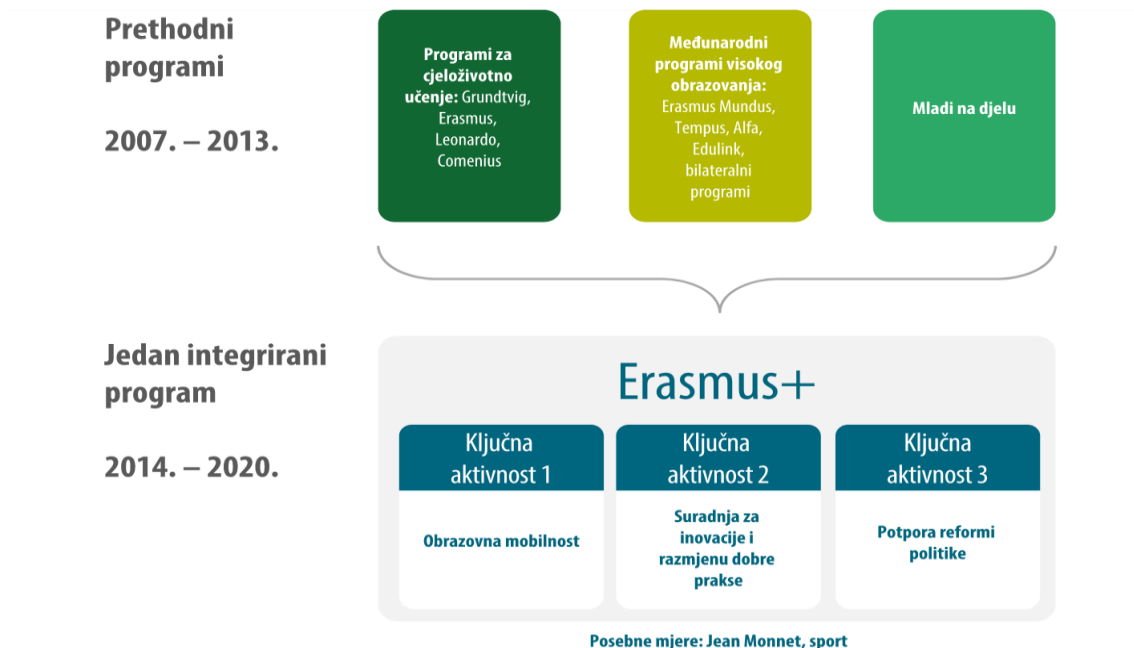 Prethodni
programi
2007. – 2013.
Programi za
cjeloživotno
učenje: Grundtvig,
Erasmus,
Leonardo,
Comenius
Međunarodni
programi visokog
obrazovanja:
Erasmus Mundus,
Tempus, Alfa,
Edulink,
bilateralni
programi
Mladi na djelu
Jedan integrirani
program
2014. – 2020.
Erasmus+
Ključna
aktivnost 1
Obrazovna mobilnost
Ključna
aktivnost 2
Suradnja za
inovacije i
razmjenu dobre
prakse
Ključna
aktivnost 3
Potpora reformi
politike
Posebne mjere: Jean Monnet, sport